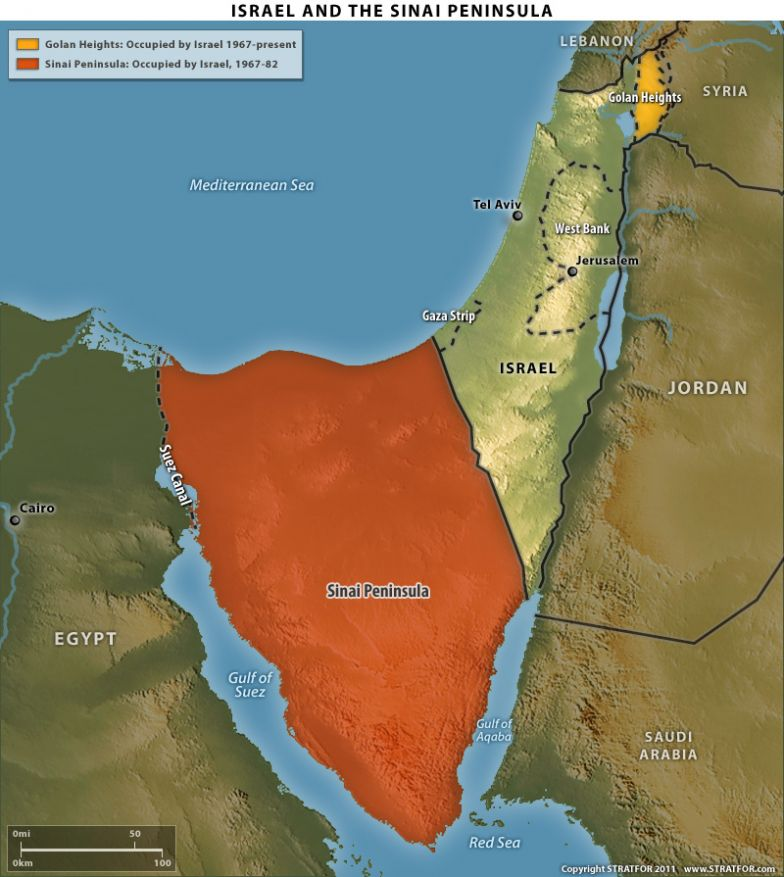 ISRAEL AND THE SINAI PENINSULA
Golan Heights: Occupied by Israel 1967-present
Sinai Peninsula: Occupied by Israel, 1967-82
LEBANON
Golan Heights
SYRIA
Mediterranean Sea
Tel Aviv
West Bank
Jerusalem
Gaza Strip
ISRAEL
JORDAN
Suez Canal
Cairo
Sinai Peninsula
EGYPT
Gulf of
Suez
Gulf of
Aqaba
SAUDI
ARABIA
0mi 50
0km 100
Red Sea
Copyright STRATFOR 2011 www.STRATFOR.com